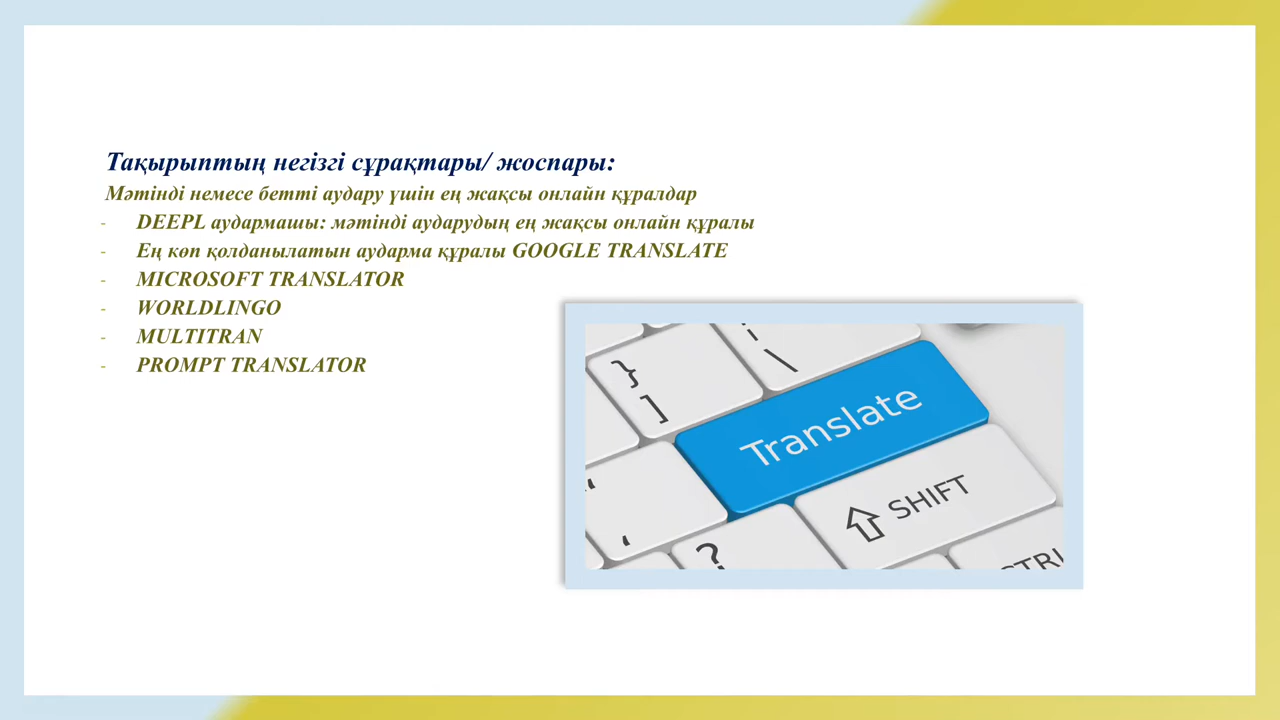 Тақырыптың негізгі сұрақтары/ жоспары:
Мәтінді немесе бетті аудару үшін ең жақсы онлайн құралдар
- DEEPL аудармашы: мәтінді аударудың ең жақсы онлайн құралы
- Ең көп қолданылатын аударма құралы GOOGLE TRANSLATE
- MICROSOFT TRANSLATOR
- WORLDLINGO
- MULTITRAN
- PROMPT TRANSLATOR
}
]
\
Translate
SHIFT
?
CTRL